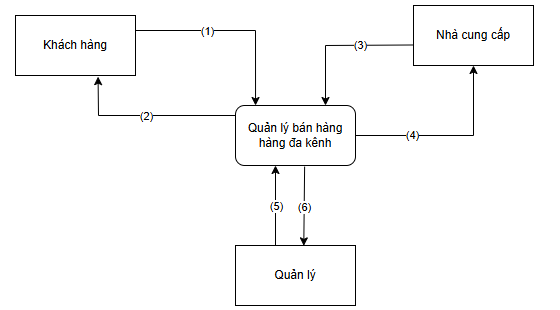 Khách hàng
(1)
Nhà cung cấp
(3)
(2)
Quản lý bán hàng
hàng đa kênh
(4)
(5)
(6)
Quản lý